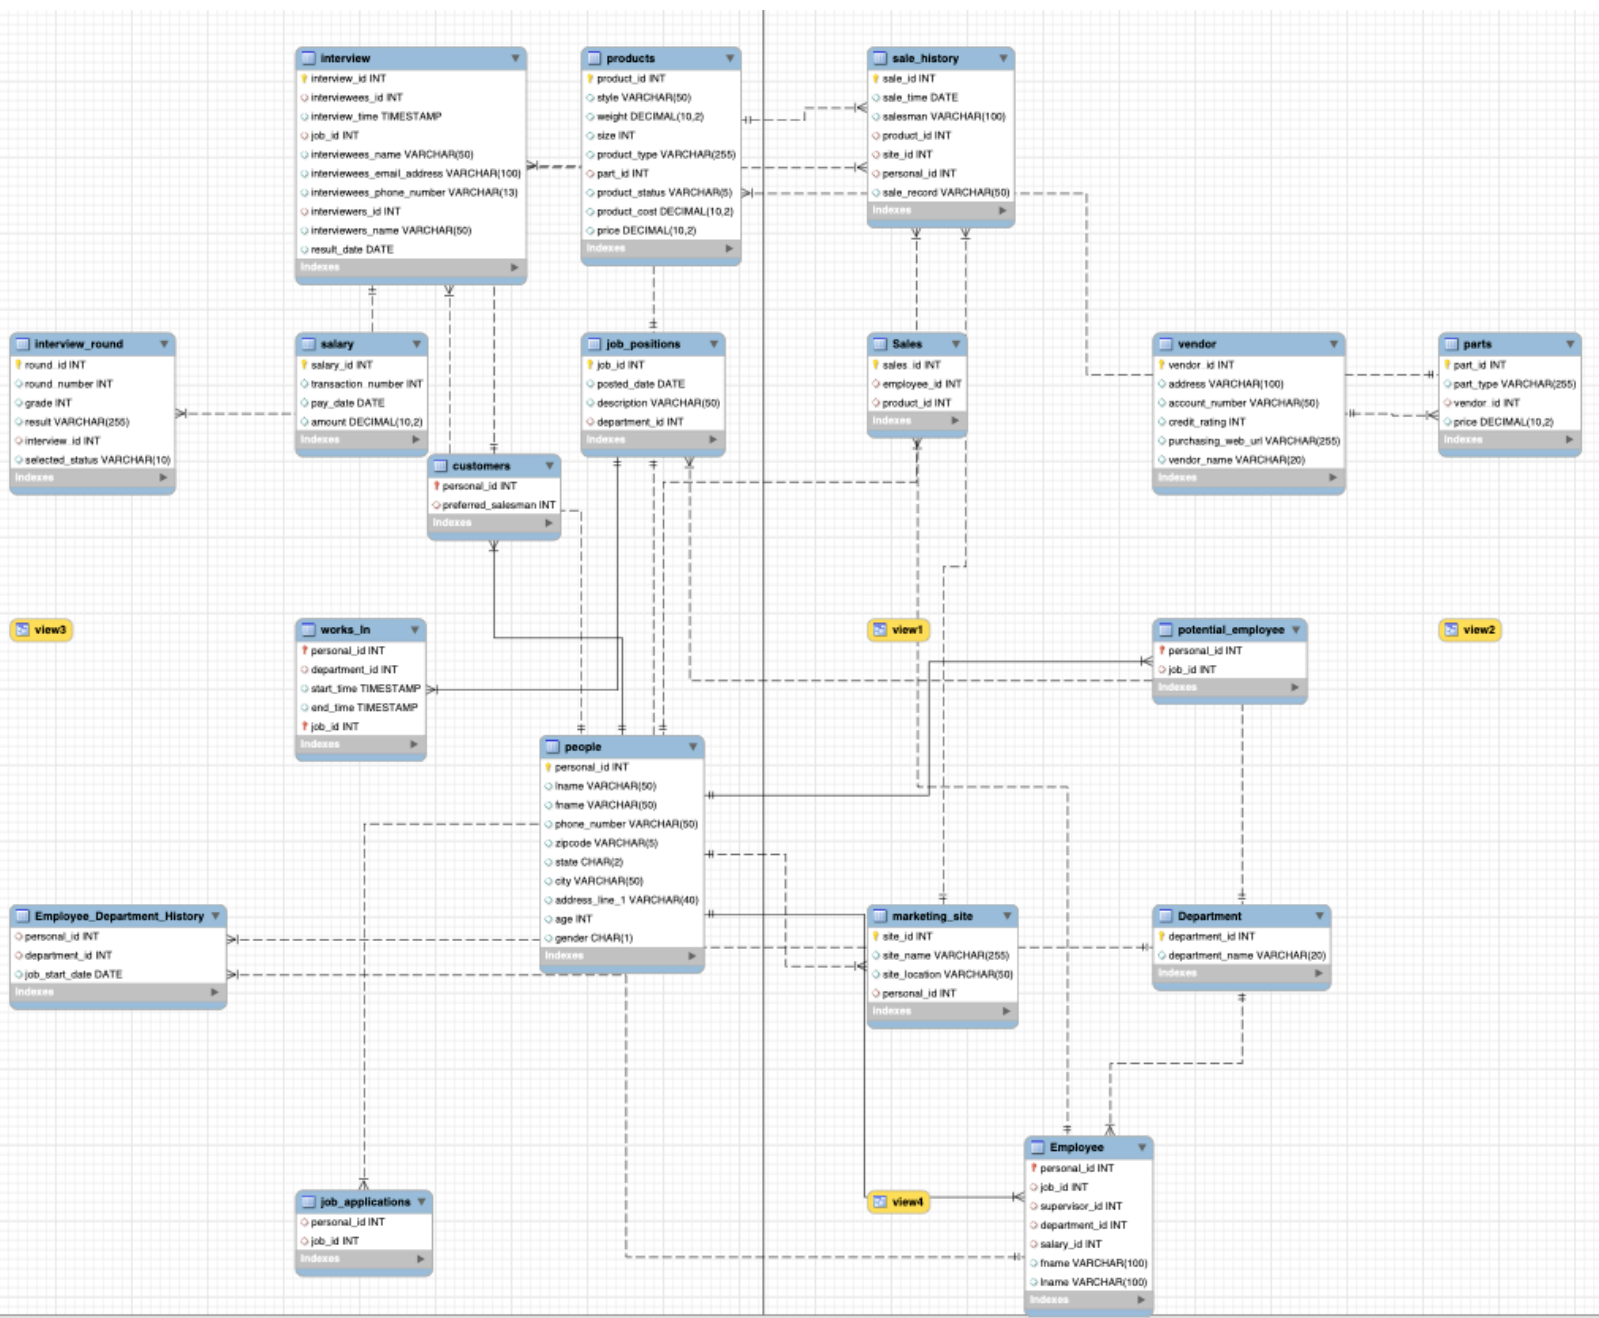 interview
interview_id INT
interviewees_id INT
interview_time TIMESTAMP
job_id INT
interviewees_name VARCHAR(50)
interviewees_email_address VARCHAR(100)
interviewees_phone_number VARCHAR(13)
interviewers_id INT
interviewers_name VARCHAR(50)
result_date DATE
Indexes
products
product_id INT
style VARCHAR(50)
weight DECIMAL(10,2)
size INT
product_type VARCHAR(255)
part_id INT
product_status VARCHAR(5)
product_cost DECIMAL(10,2)
price DECIMAL(10,2)
Indexes
sale_history
sale_id INT
sale_time DATE
salesman VARCHAR(100)
product_id INT
site_id INT
personal_id INT
sale_record VARCHAR(50)
Indexes
interview_round
round_id INT
round_number INT
grade INT
result VARCHAR(255)
interview_id INT
selected_status VARCHAR(10)
Indexes
salary
salary_id INT
transaction_number INT
pay_date DATE
amount DECIMAL(10,2)
Indexes
customers
personal_id INT
preferred_salesman INT
Indexes
job_positions
job_id INT
posted_date DATE
description VARCHAR(50)
department_id INT
Indexes
Sales
sales_id INT
employee_id INT
product_id INT
Indexes
vendor
vendor_id INT
address VARCHAR(100)
account_number VARCHAR(50)
credit_rating INT
purchasing_web_url VARCHAR(255)
vendor_name VARCHAR(20)
Indexes
parts
part_id INT
part_type VARCHAR(255)
vendor_id INT
price DECIMAL(10,2)
Indexes
view3
works_In
personal_id INT
department_id INT
start_time TIMESTAMP
end_time TIMESTAMP
job_id INT
Indexes
view1
potential_employee
personal_id INT
job_id INT
Indexes
view2
people
personal_id INT
lname VARCHAR(50)
fname VARCHAR(50)
phone_number VARCHAR(50)
zipcode VARCHAR(5)
state CHAR(2)
city VARCHAR(50)
address_line_1 VARCHAR(40)
age INT
gender CHAR(1)
Indexes
Employee_Department_History
personal_id INT
department_id INT
job_start_date DATE
Indexes
marketing_site
site_id INT
site_name VARCHAR(255)
site_location VARCHAR(50)
personal_id INT
Indexes
Department
department_id INT
department_name VARCHAR(20)
Indexes
job_applications
personal_id INT
job_id INT
Indexes
view4
Employee
personal_id INT
job_id INT
supervisor_id INT
department_id INT
salary_id INT
fname VARCHAR(100)
lname VARCHAR(100)
Indexes